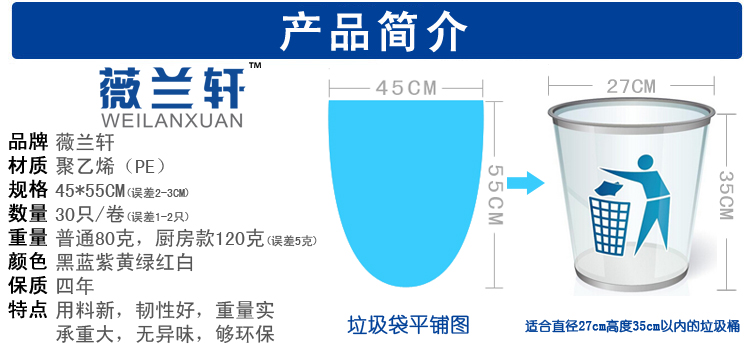 产品简介
薇兰轩™
WEILANXUAN
品牌 薇兰轩
材质 聚乙烯（PE）
规格 45*55CM(误差2-3CM)
数量 30只/卷(误差1-2只)
重量 普通80克，厨房款120克(误差5克)
颜色 黑蓝紫黄绿红白
保质 四年
特点 用料新，韧性好，重量实
承重大，无异味，够环保
45CM
55CM
垃圾袋平铺图
27CM
35CM
适合直径27cm高度35cm以内的垃圾桶